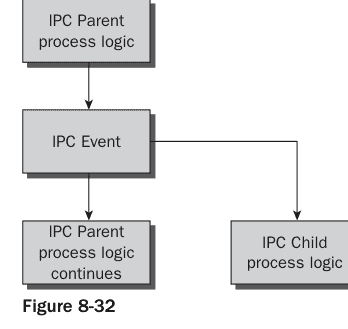 IPC Parent
process logic
IPC Event
IPC Parent
process logic
continues
IPC Child
process logic
Figure 8-32